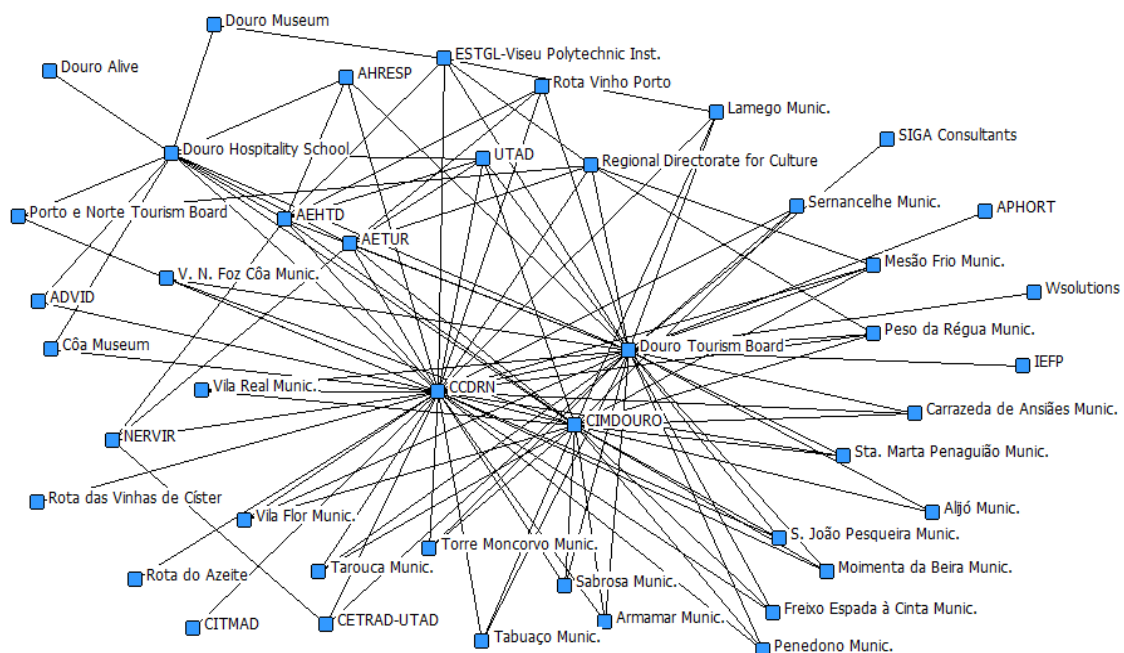 Douro Museum
ESTGL-Viseu Polytechnic Inst.
Douro Alive
AHRESP
Rota Vinho Porto
Lamego Munic.
SIGA Consultants
Douro Hospitality School
UTAD
Regional Directorate for Culture
Sernancelhe Munic.
APHORT
Porto e Norte Tourism Board
AEHTD
AETUR
Mesão Frio Munic.
V. N. Foz Côa Munic.
Wsolutions
ADVID
Peso da Régua Munic.
Côa Museum
Douro Tourism Board
IEFP
Vila Real Munic.
CCDRN
Carrazeda de Ansiães Munic.
CIMDOURO
NERVIR
Sta. Marta Penaguião Munic.
Rota das Vinhas de Císter
Alijó Munic.
Vila Flor Munic.
S. João Pesqueira Munic.
Torre Moncorvo Munic.
Tarouca Munic.
Moimenta da Beira Munic.
Rota do Azeite
Sabrosa Munic.
Freixo Espada à Cinta Munic.
Armamar Munic.
CITMAD
CETRAD-UTAD
Tabuaço Munic.
Penedono Munic.